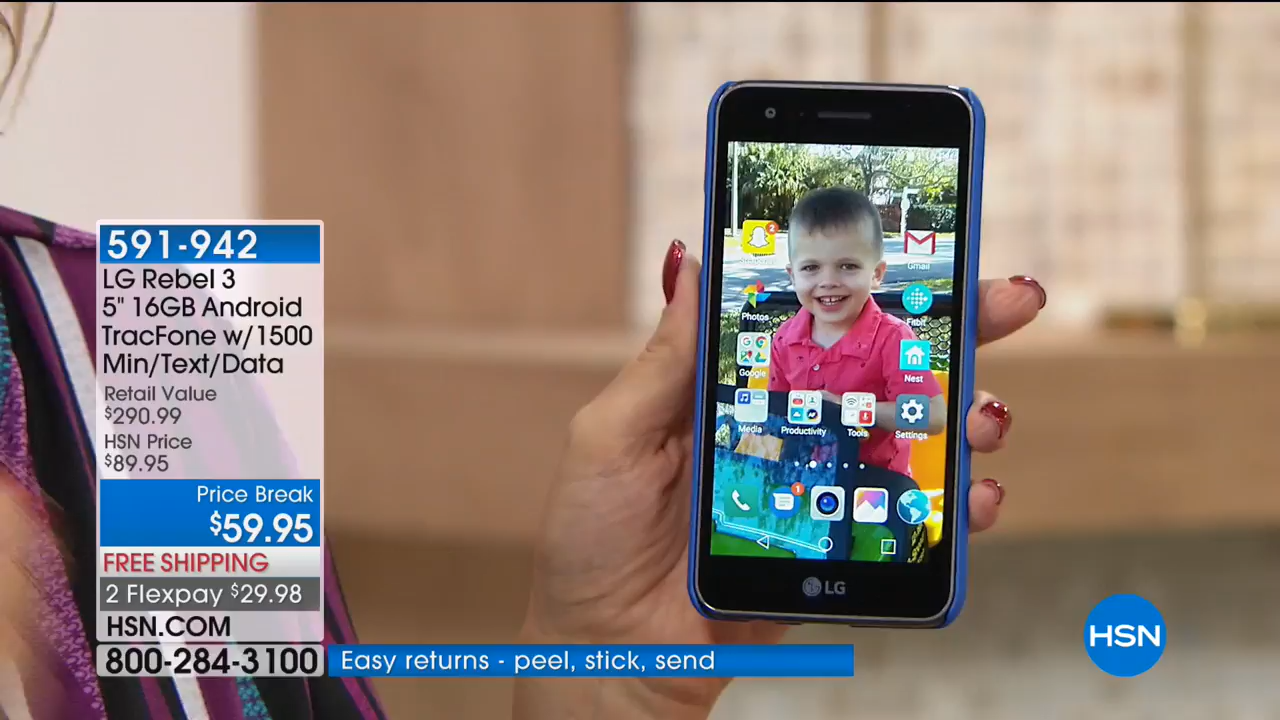 591-942
LG Rebel 3
5" 16GB Android
TracFone w/1500
Min/Text/Data
Retail Value
$290.99
HSN Price
$89.95
Price Break
$59.95
FREE SHIPPING
2 Flexpay $29.98
HSN.COM
800-284-3100
Easy returns - peel, stick, send
HSN
2
Gmail
Photos
Fitbit
Google
Nest
Media
Productivity
Tools
Settings
1
LG